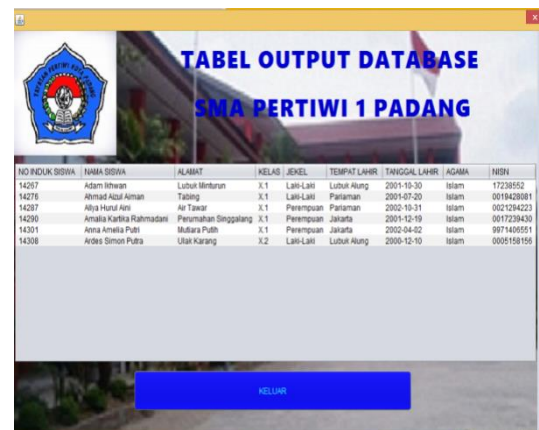 TABEL OUTPUT DATABASE
SMA PERTIWI 1 PADANG
NO INDUK SISWA NAMA SISWA ALAMAT KELAS JEKEL TEMPAT LAHIR TANGGAL LAHIR AGAMA NISN
14267 Adam Ikhwan Lubuk Minturun X.1 Laki-Laki Lubuk Alung 2001-10-30 Islam 17238552
14276 Ahmad Aizul Aiman Tabing X.1 Laki-Laki Pariaman 2001-07-20 Islam 0019428081
14287 Aliya Hurul Aini Air Tawar X.1 Perempuan Pariaman 2002-10-31 Islam 0021294223
14290 Amalia Kartika Rahmadani Perumahan Singgalang X.1 Perempuan Jakarta 2001-12-19 Islam 0017239430
14301 Anna Amelia Putri Mutiara Putih X.1 Perempuan Jakarta 2002-04-02 Islam 9971406551
14308 Ardes Simon Putra Ulak Karang X.2 Laki-Laki Lubuk Alung 2000-12-10 Islam 0005158156
KELUAR